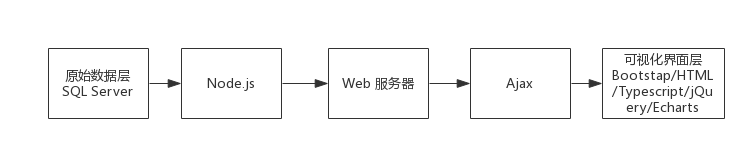 原始数据层
SQL Server
Node.js
Web 服务器
Ajax
可视化界面层
Bootstap/HTML
/Typescript/jQu
ery/Echarts